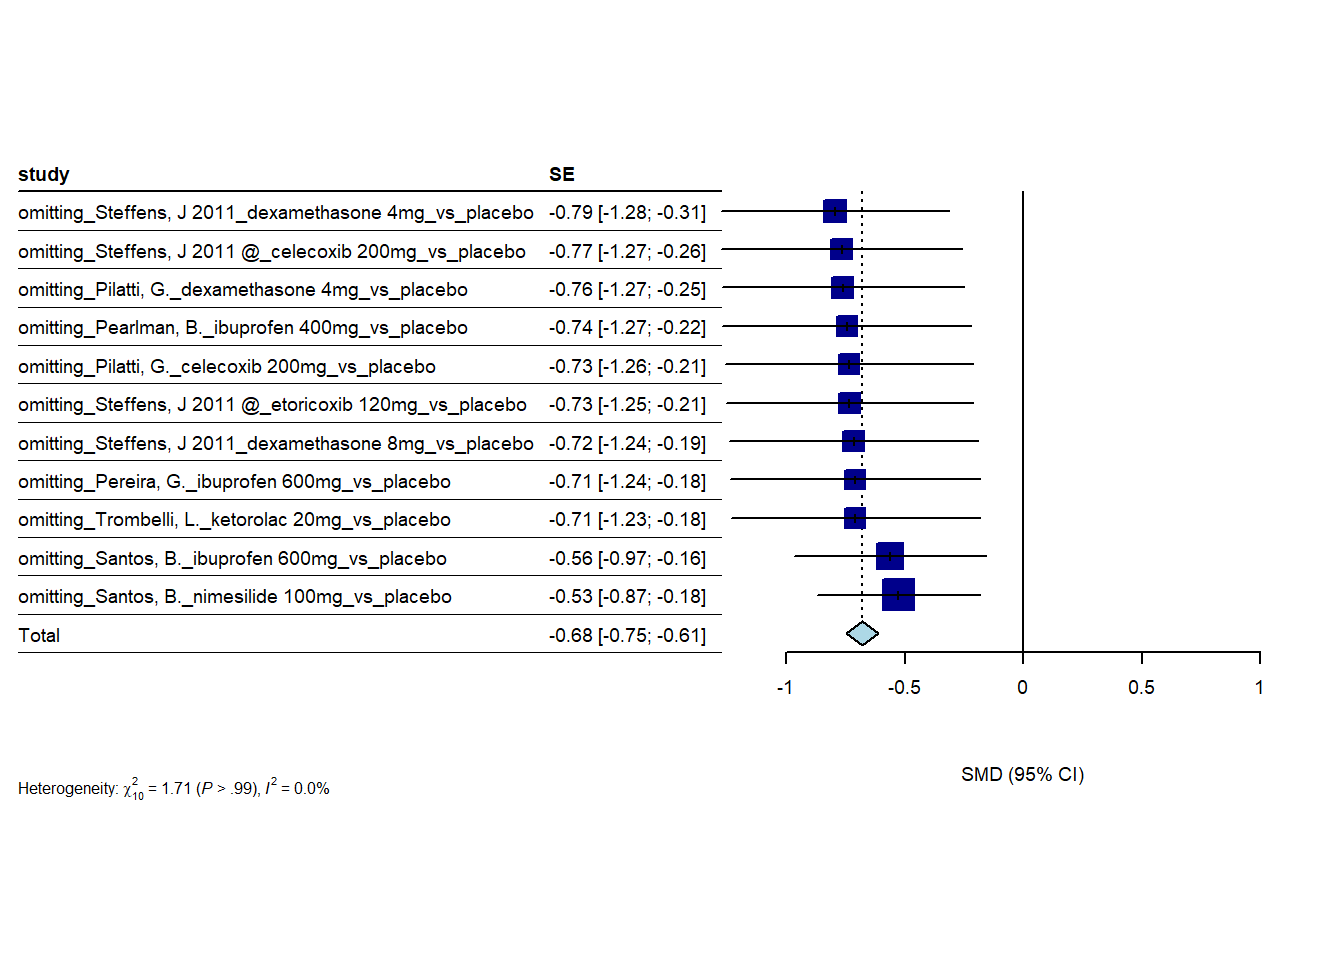 study SE
omitting_Steffens, J 2011_dexamethasone 4mg_vs_placebo -0.79 [-1.28; -0.31]
omitting_Steffens, J 2011 @_celecoxib 200mg_vs_placebo -0.77 [-1.27; -0.26]
omitting_Pilatti, G._dexamethasone 4mg_vs_placebo -0.76 [-1.27; -0.25]
omitting_Pearlman, B._ibuprofen 400mg_vs_placebo -0.74 [-1.27; -0.22]
omitting_Pilatti, G._celecoxib 200mg_vs_placebo -0.73 [-1.26; -0.21]
omitting_Steffens, J 2011 @_etoricoxib 120mg_vs_placebo -0.73 [-1.25; -0.21]
omitting_Steffens, J 2011_dexamethasone 8mg_vs_placebo -0.72 [-1.24; -0.19]
omitting_Pereira, G._ibuprofen 600mg_vs_placebo -0.71 [-1.24; -0.18]
omitting_Trombelli, L._ketorolac 20mg_vs_placebo -0.71 [-1.23; -0.18]
omitting_Santos, B._ibuprofen 600mg_vs_placebo -0.56 [-0.97; -0.16]
omitting_Santos, B._nimesilide 100mg_vs_placebo -0.53 [-0.87; -0.18]
Total -0.68 [-0.75; -0.61]
-1 -0.5 0 0.5 1
SMD (95% CI)
Heterogeneity: χ²₁₀ = 1.71 (P > .99), I² = 0.0%